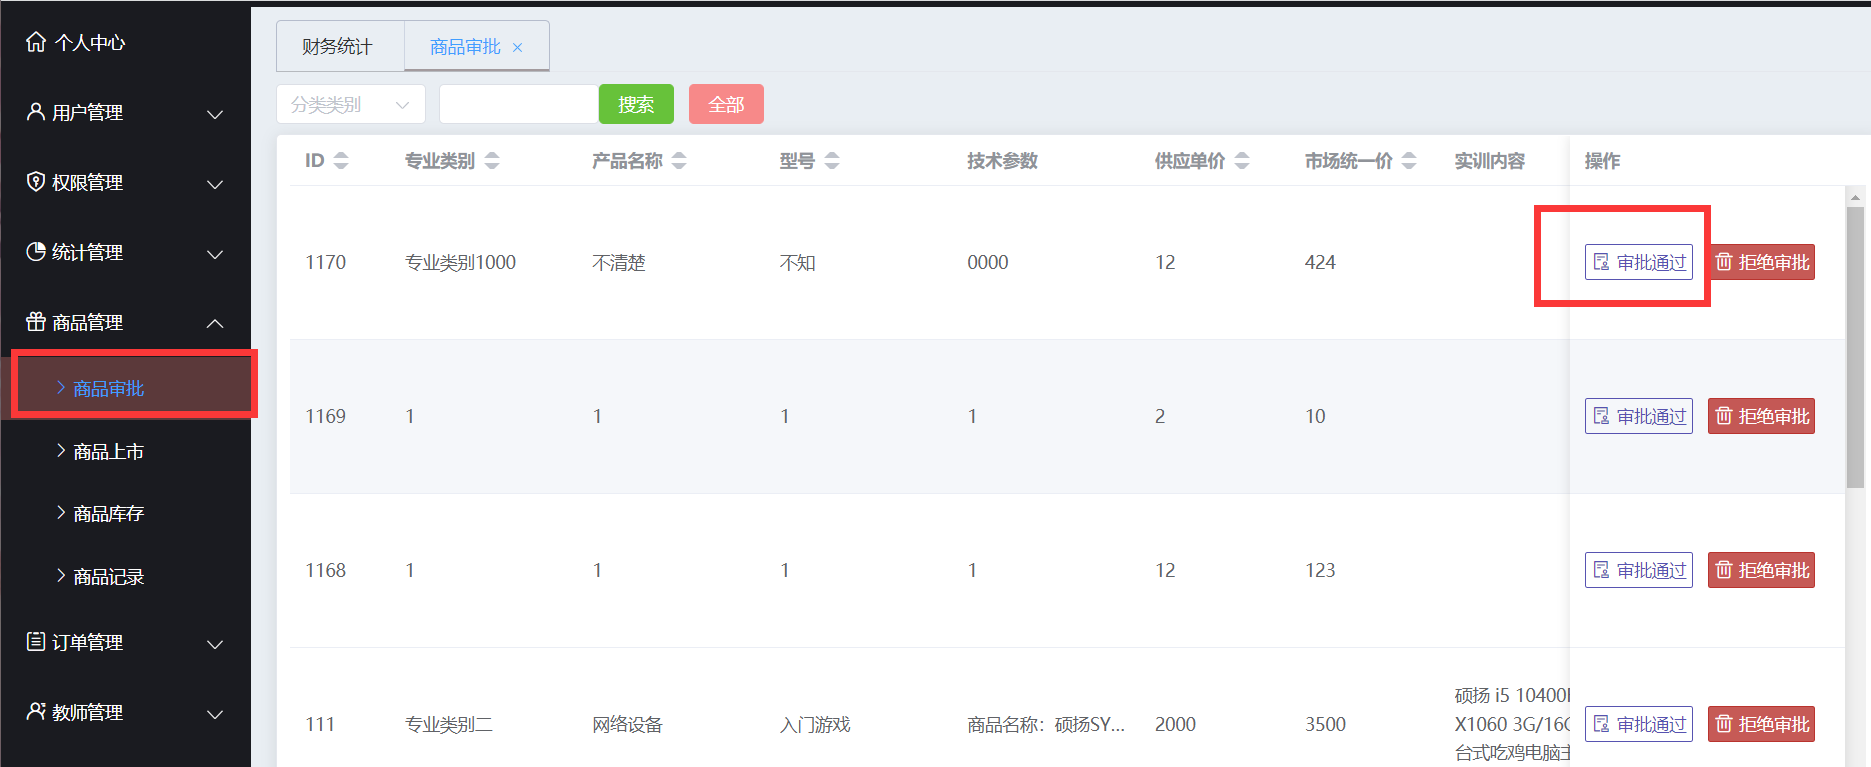 个人中心
用户管理
权限管理
统计管理
商品管理
商品审批
商品上市
商品库存
商品记录
订单管理
教师管理
财务统计 商品审批 ×
分类类别 搜索 全部
ID 专业类别 产品名称 型号 技术参数 供应单价 市场统一价 实训内容 操作
1170 专业类别1000 不清楚 不知 0000 12 424 审批通过 拒绝审批
1169 1 1 1 1 2 10 审批通过 拒绝审批
1168 1 1 1 1 12 123 审批通过 拒绝审批
硕扬 i5 10400
111 专业类别二 网络设备 入门游戏 商品名称：硕扬SY... 2000 3500 X1060 3G/16 审批通过 拒绝审批
台式吃鸡电脑主